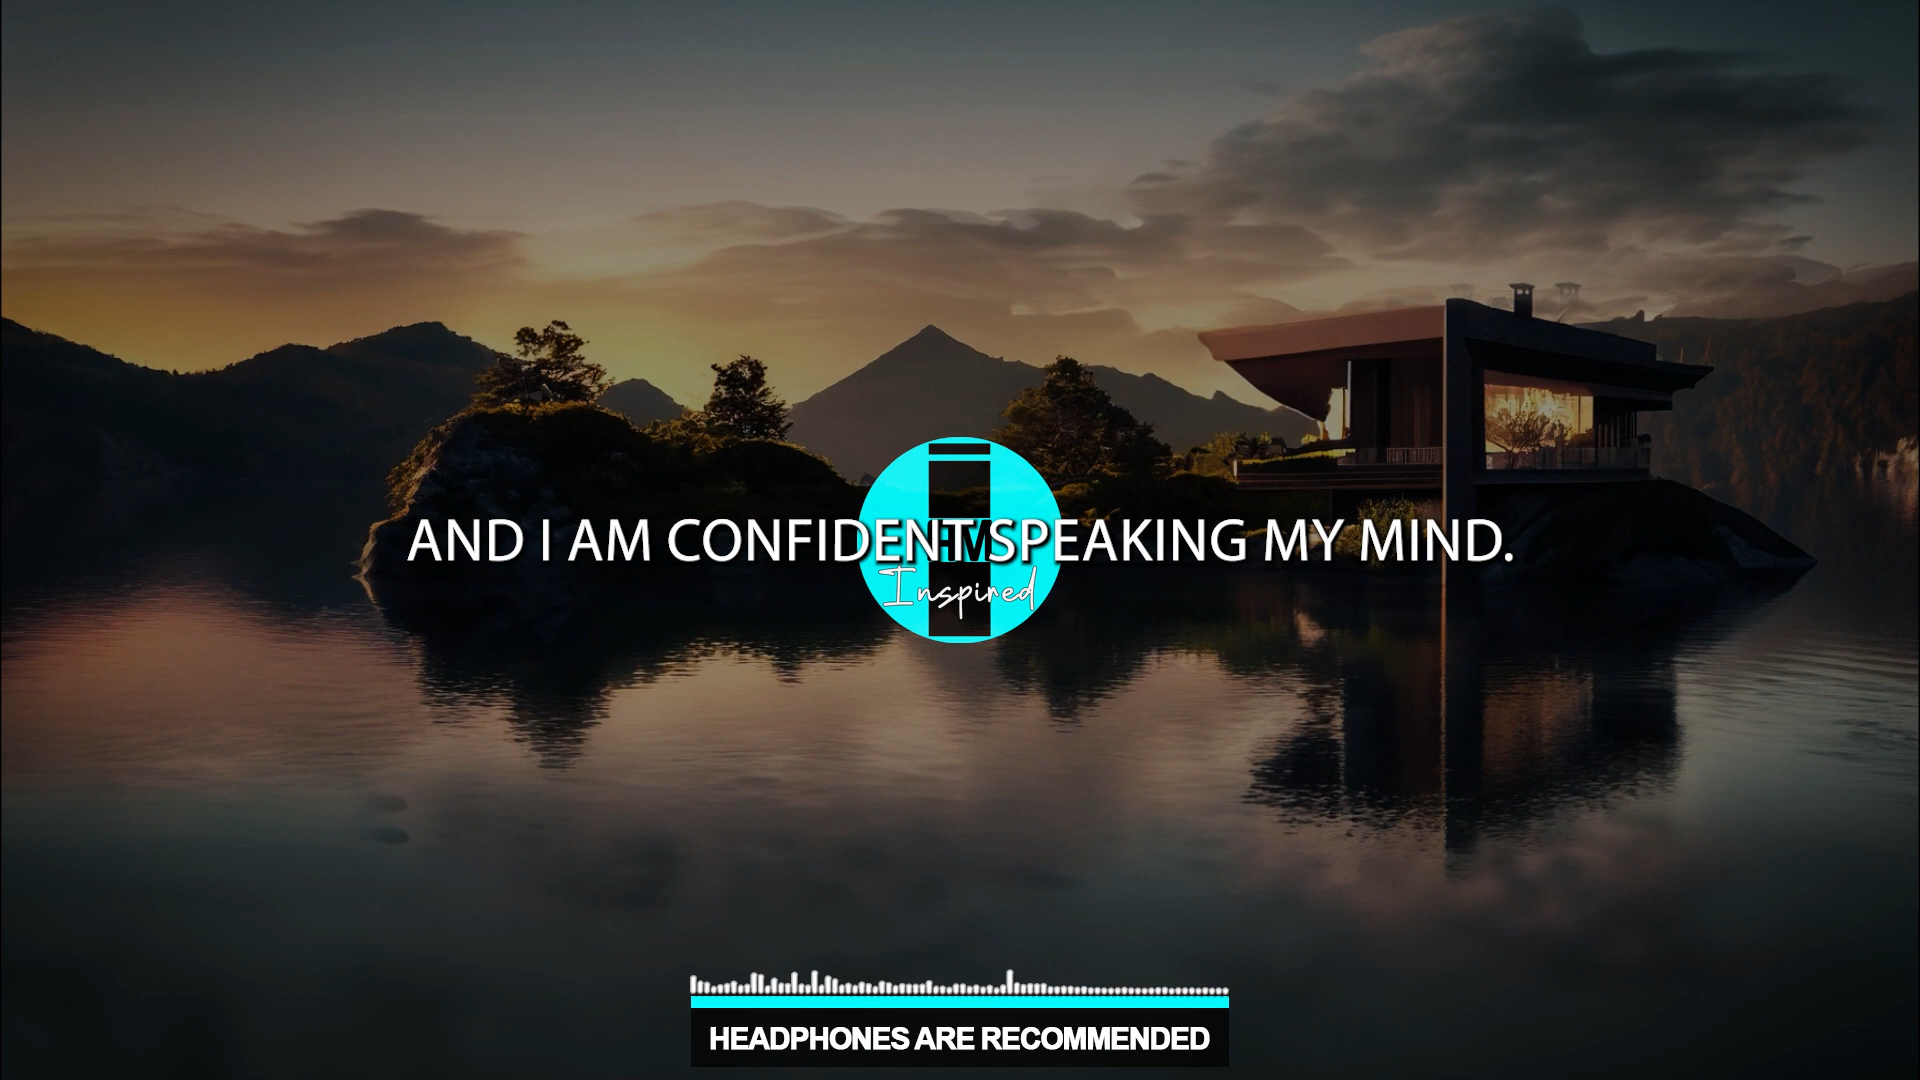 AND I AM CONFIDENT SPEAKING MY MIND.
Inspired
HEADPHONES ARE RECOMMENDED